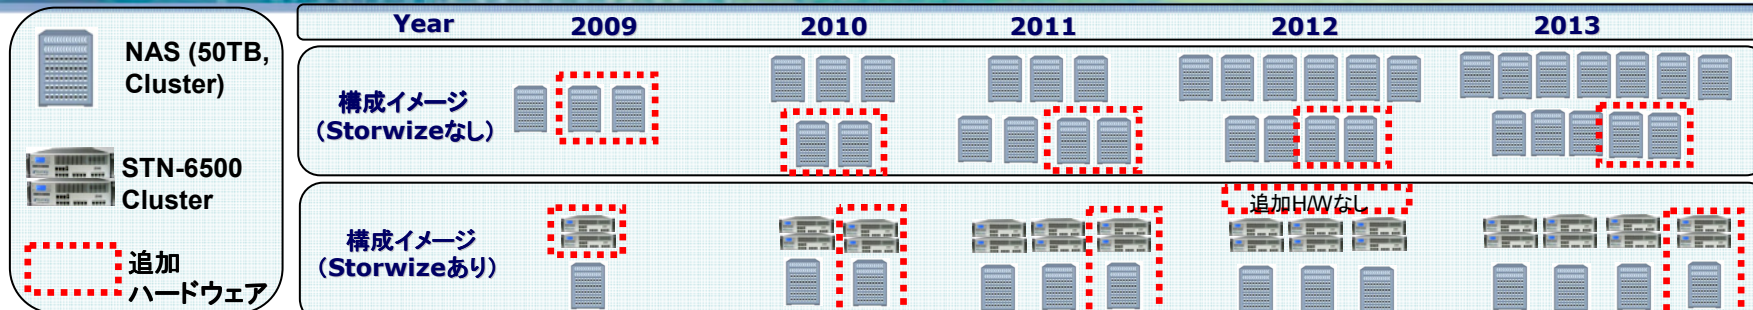 NAS (50TB,
Cluster)
STN-6500
Cluster
追加
ハードウェア
Year 2009 2010 2011 2012 2013
構成イメージ
(Storwizeなし)
追加H/Wなし
構成イメージ
(Storwizeあり)